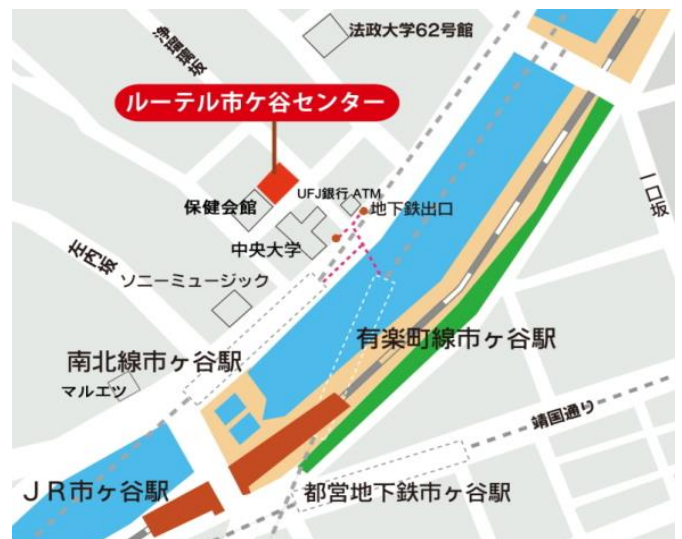 法政大学62号館
浄瑠璃坂
ルーテル市ケ谷センター
一口坂
UFJ銀行 ATM
保健会館
地下鉄出口
中央大学
左内坂
ソニーミュージック
有楽町線市ヶ谷駅
南北線市ヶ谷駅
マルエツ
靖国通り
JR市ヶ谷駅
都営地下鉄市ヶ谷駅